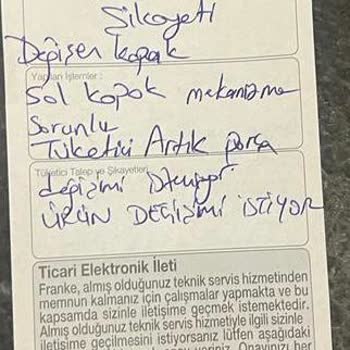 Şikayeti
Değişen kapak
Yapılan İşlemler :
Sol kapak mekanizma
Sorunlu
Tüketici Artık parça
Tüketici Talep ve Şikayetleri
değişimi istemiyor
ÜRÜN DEĞİŞİMİ İSTİYOR
Ticari Elektronik İleti
Franke, almış olduğunuz teknik servis hizmetinden
memnun kalmanız için çalışmalar yapmakta ve bu
kapsamda sizinle iletişime geçmek istemektedir.
Almış olduğunuz teknik servis hizmetiyle ilgili sizinle
iletişime geçilmesini istiyorsanız lütfen aşağıdaki
Onayınızı her